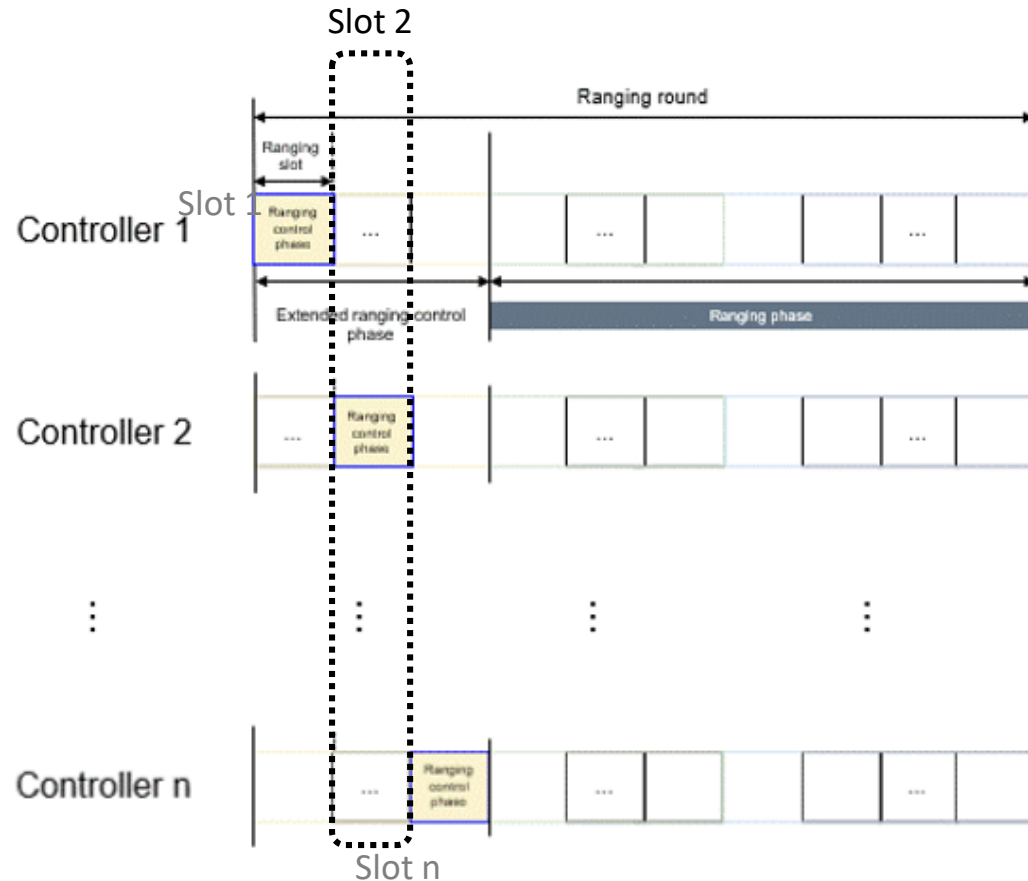 Slot 2
Ranging round
Ranging
slot
Slot 1
Controller 1
Ranging
control
phase
...
...
...
Extended ranging control
phase
Ranging phase
Controller 2
...
Ranging
control
phase
...
...
Controller n
...
Ranging
control
phase
...
...
Slot n